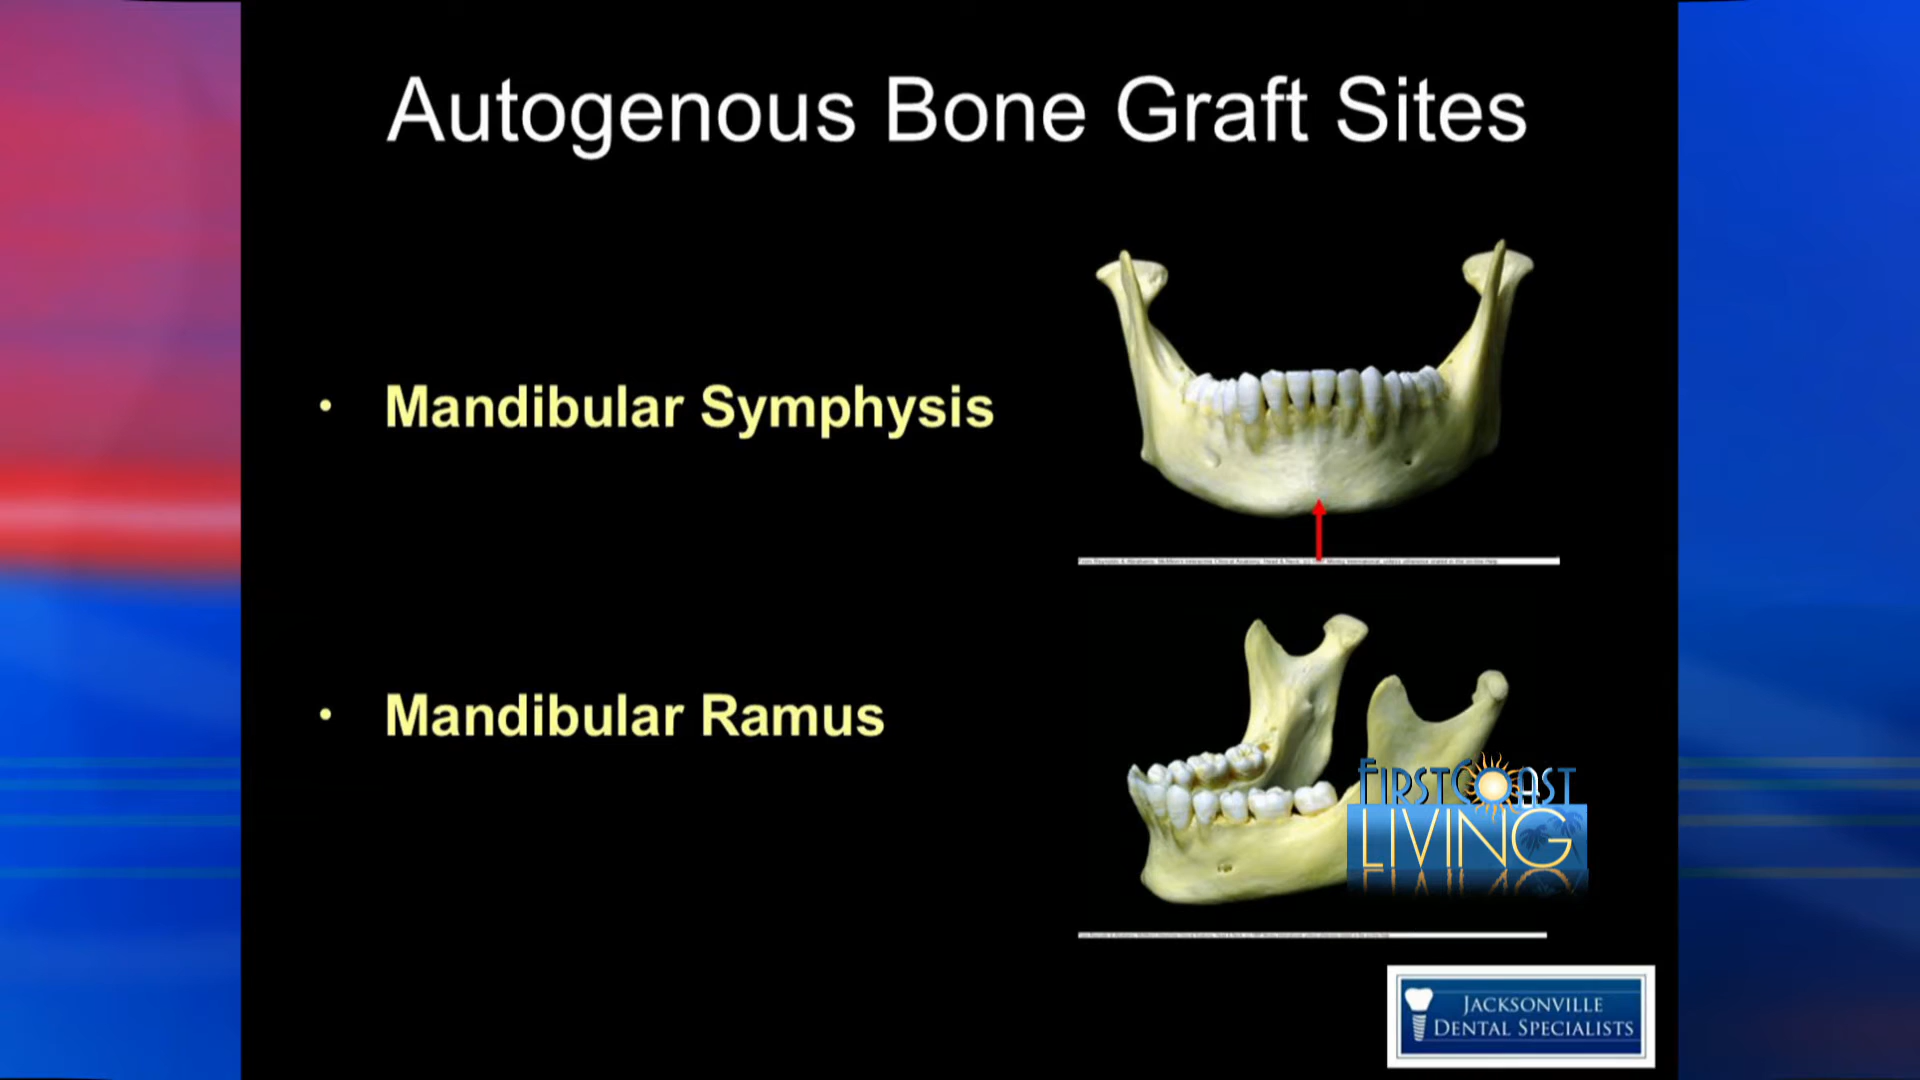 Autogenous Bone Graft Sites
• Mandibular Symphysis
• Mandibular Ramus
FIRST COAST
LIVING
JACKSONVILLE
DENTAL SPECIALISTS